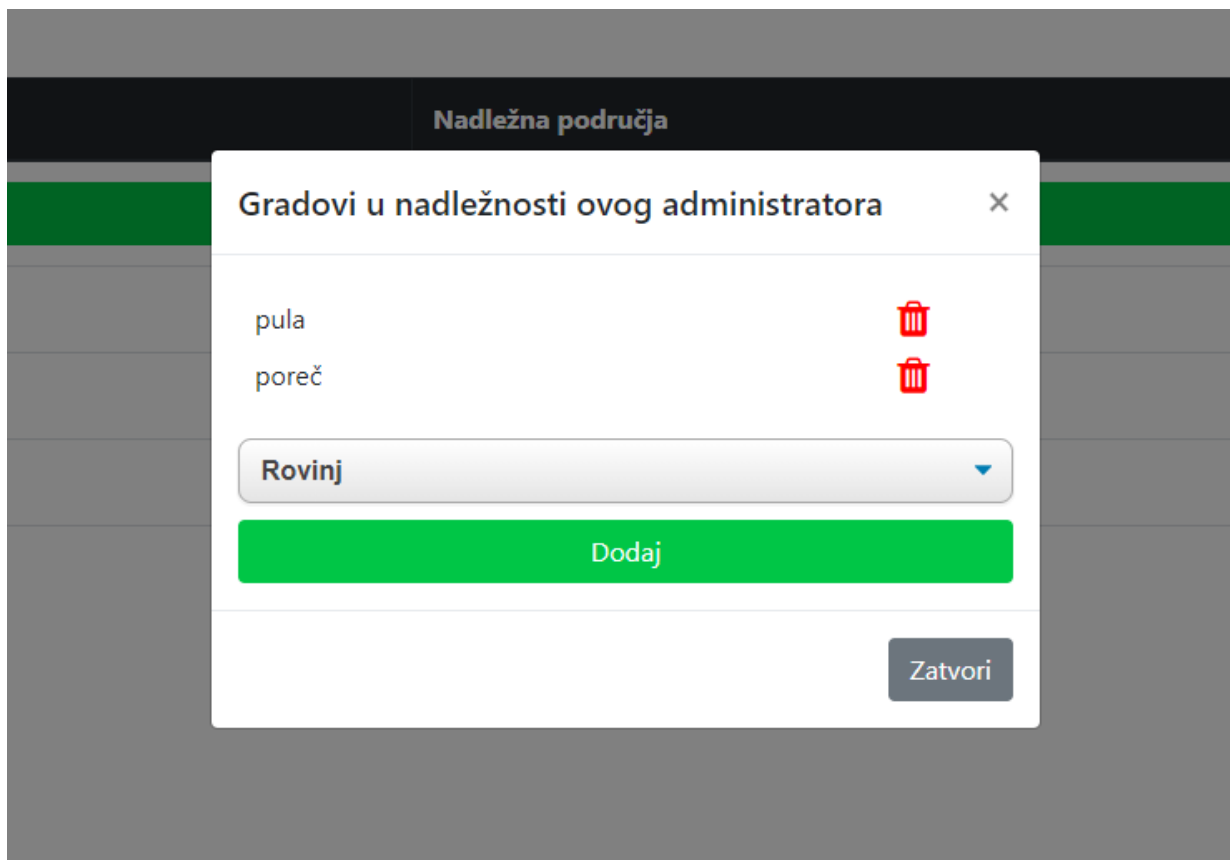 Nadležna područja
Gradovi u nadležnosti ovog administratora ×
pula
poreč
Rovinj
Dodaj
Zatvori